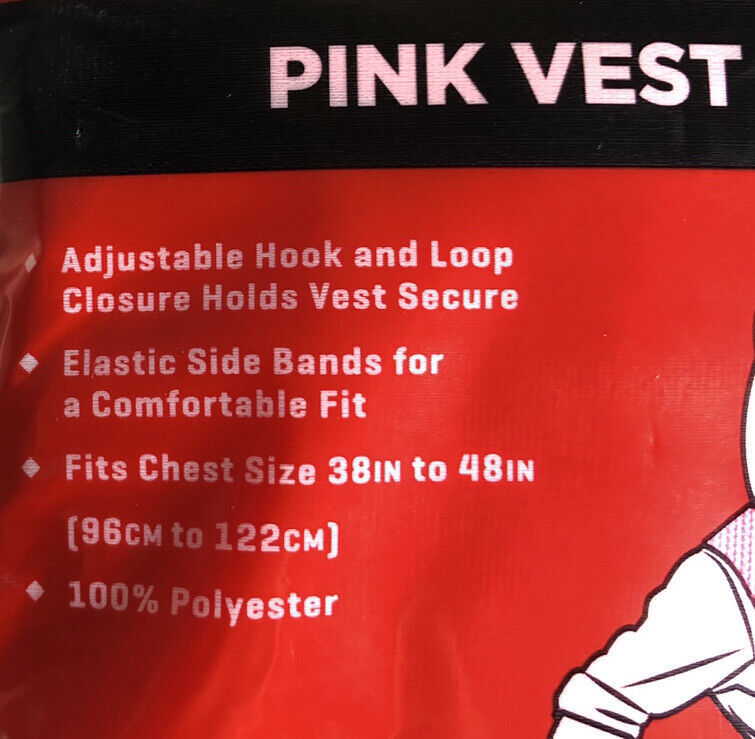 PINK VEST
Adjustable Hook and Loop
Closure Holds Vest Secure
Elastic Side Bands for
a Comfortable Fit
Fits Chest Size 38IN to 48IN
(96CM to 122CM)
100% Polyester